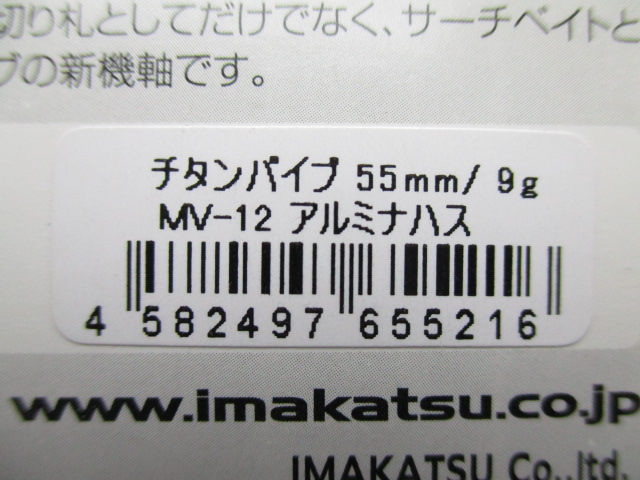 切り札としてだけでなく、サーチベイトと
ブの新機軸です。
チタンパイプ 55mm/ 9g
MV-12 アルミナハス
4 582497 655216
www.imakatsu.co.jp
IMAKATSU Co.,ltd.